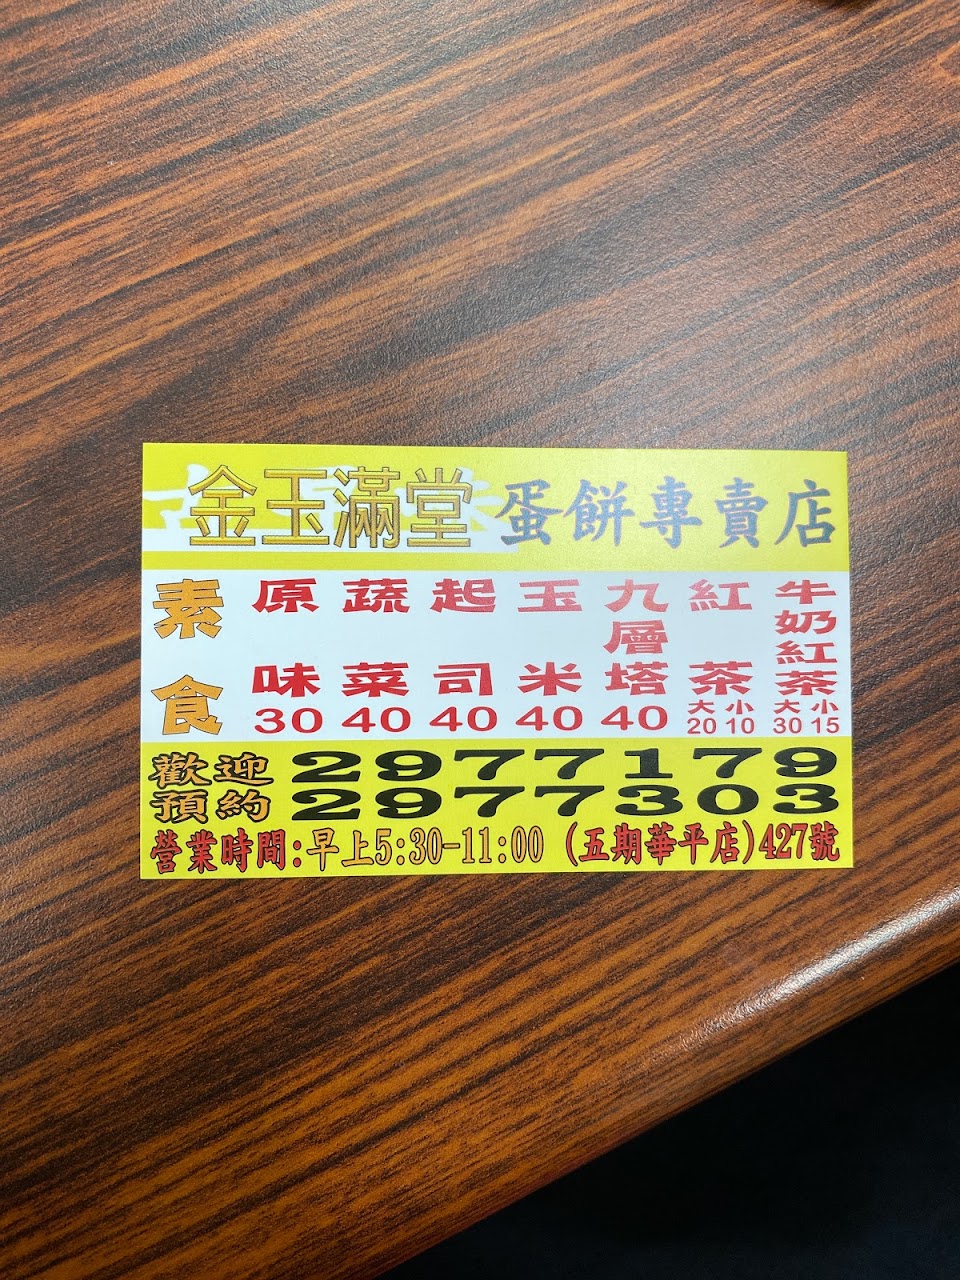 金玉滿堂 蛋餅專賣店
素食
原味 30
蔬菜 40
起司 40
玉米 40
九層塔 40
紅茶 大20 小10
牛奶紅茶 大30 小15
歡迎預約
2977179
2977303
營業時間:早上5:30-11:00 (五期華平店)427號